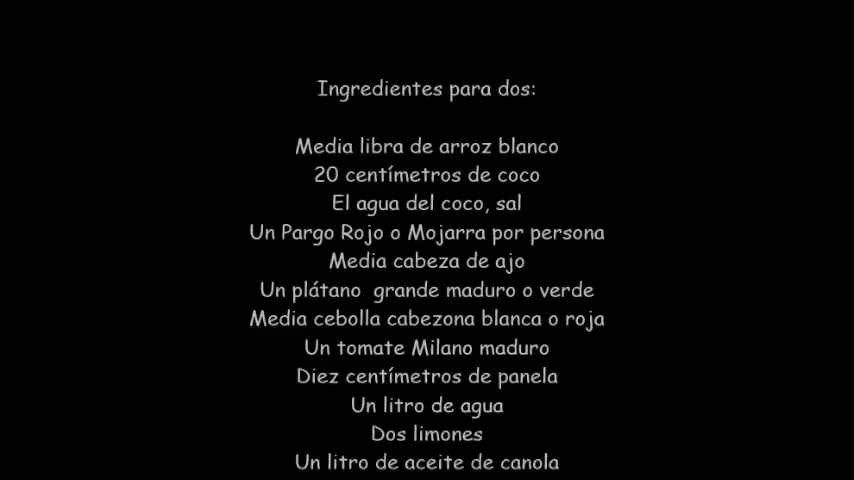 Ingredientes para dos:
Media libra de arroz blanco
20 centímetros de coco
El agua del coco, sal
Un Pargo Rojo o Mojarra por persona
Media cabeza de ajo
Un plátano  grande maduro o verde
Media cebolla cabezona blanca o roja
Un tomate Milano maduro
Diez centímetros de panela
Un litro de agua
Dos limones
Un litro de aceite de canola